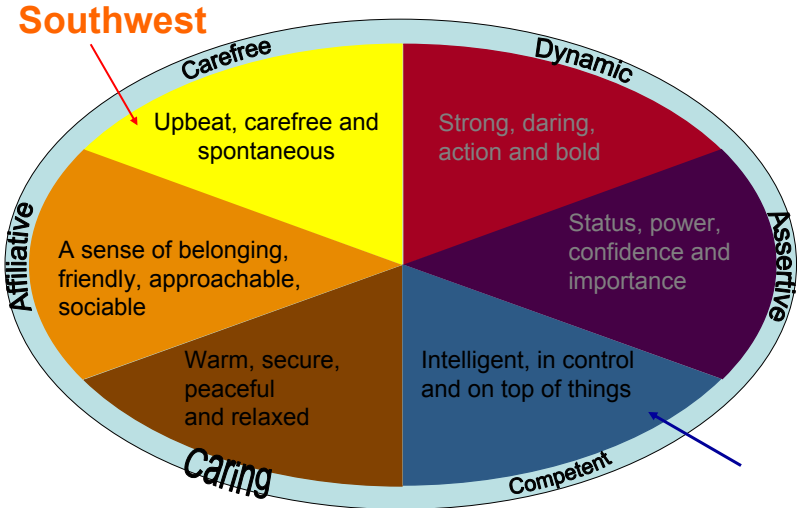 Southwest
Carefree
Dynamic
Upbeat, carefree and
spontaneous
Strong, daring,
action and bold
Affiliative
A sense of belonging,
friendly, approachable,
sociable
Status, power,
confidence and
importance
Assertive
Warm, secure,
peaceful
and relaxed
Intelligent, in control
and on top of things
Caring
Competent